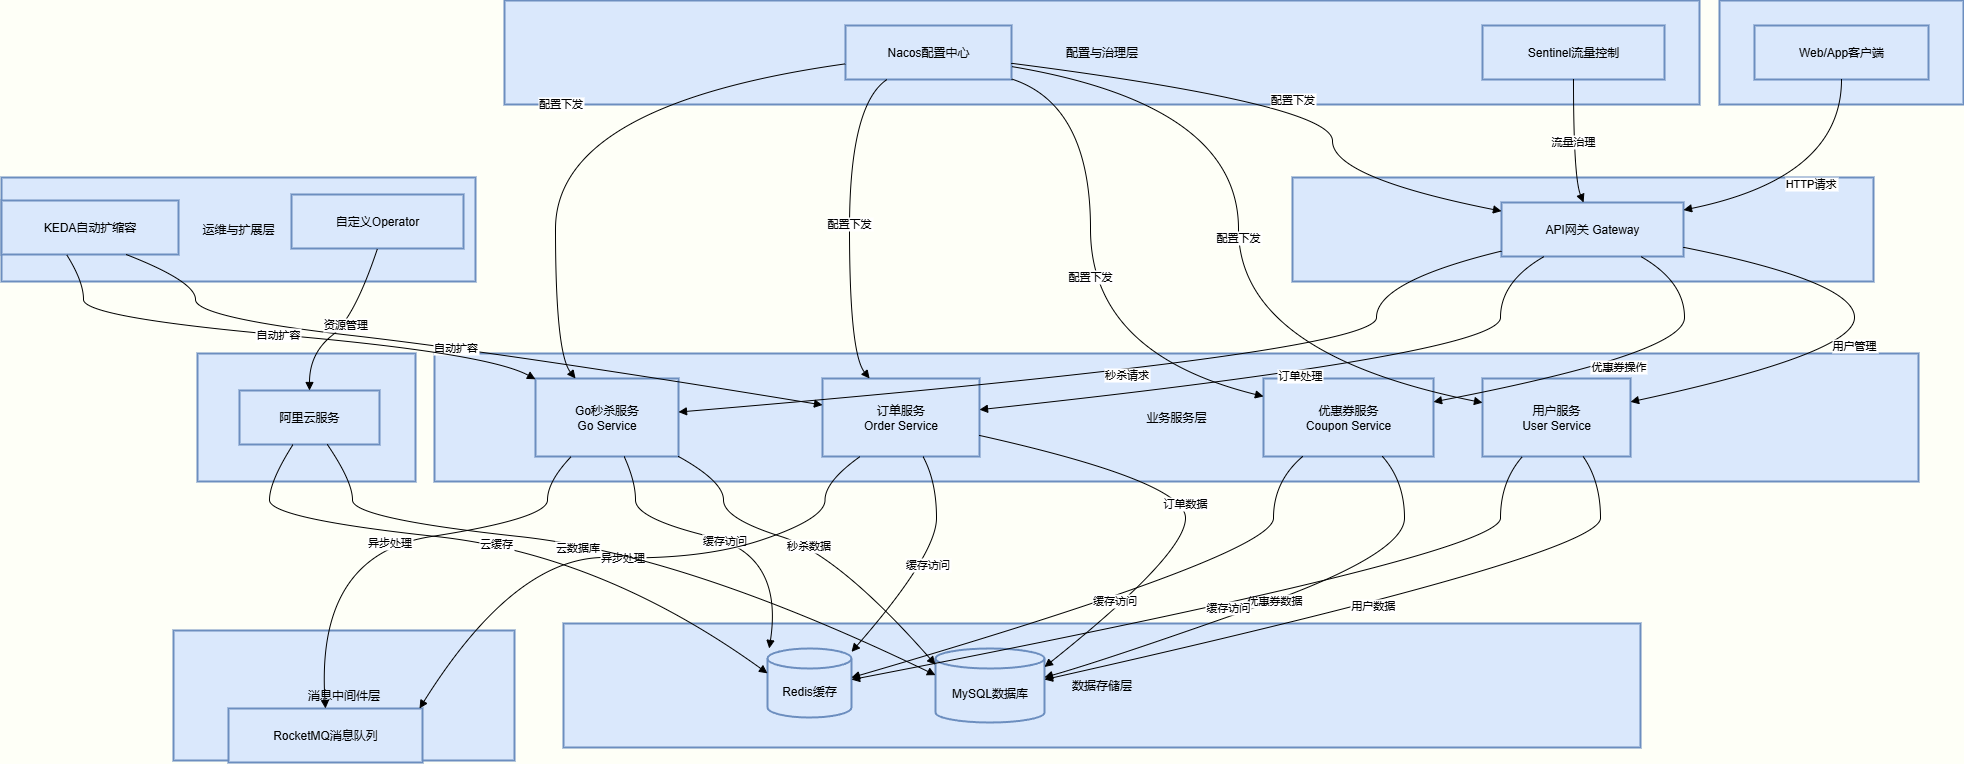 Nacos配置中心
配置与治理层
Sentinel流量控制
Web/App客户端
配置下发
配置下发
流量治理
HTTP请求
KEDA自动扩缩容
运维与扩展层
自定义Operator
配置下发
配置下发
API网关 Gateway
配置下发
资源管理
自动扩容
自动扩容
用户管理
秒杀请求
订单处理
优惠券操作
阿里云服务
Go秒杀服务
Go Service
订单服务
Order Service
业务服务层
优惠券服务
Coupon Service
用户服务
User Service
订单数据
异步处理
云缓存
云数据库
异步处理
缓存访问
秒杀数据
缓存访问
缓存访问
缓存访问
优惠券数据
用户数据
消息中间件层
RocketMQ消息队列
Redis缓存
MySQL数据库
数据存储层